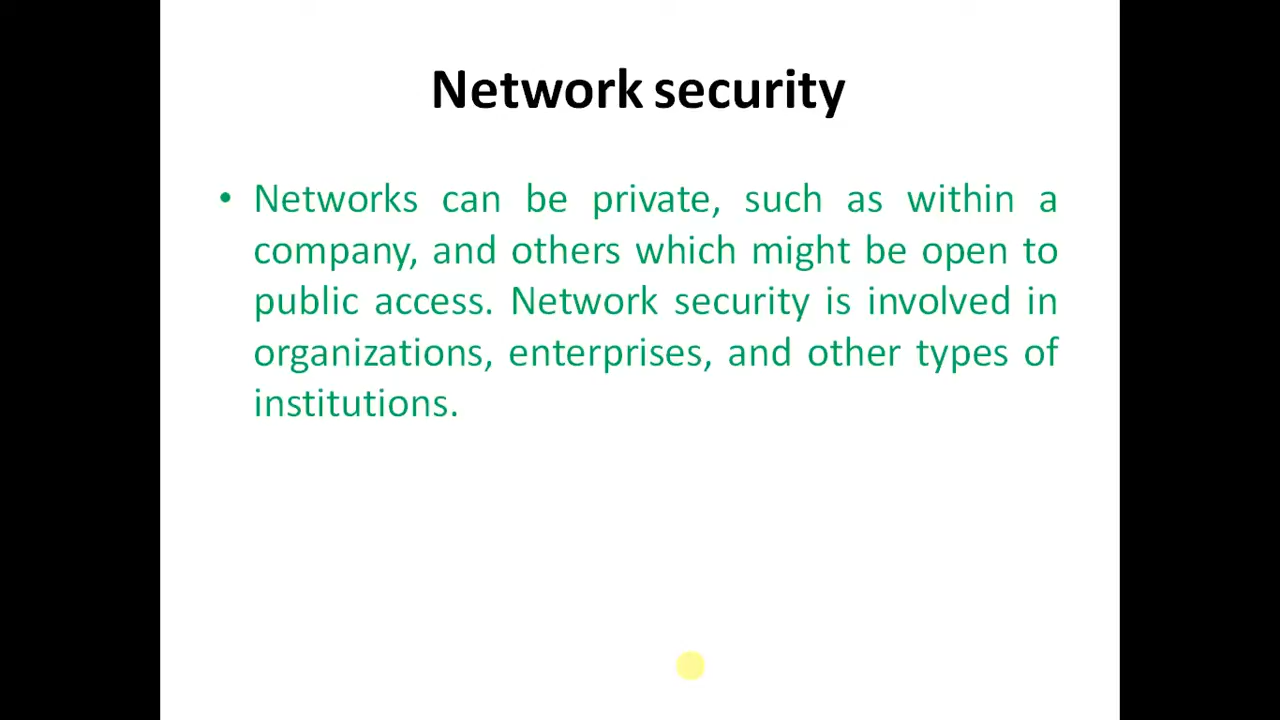 Network security
• Networks can be private, such as within a
company, and others which might be open to
public access. Network security is involved in
organizations, enterprises, and other types of
institutions.